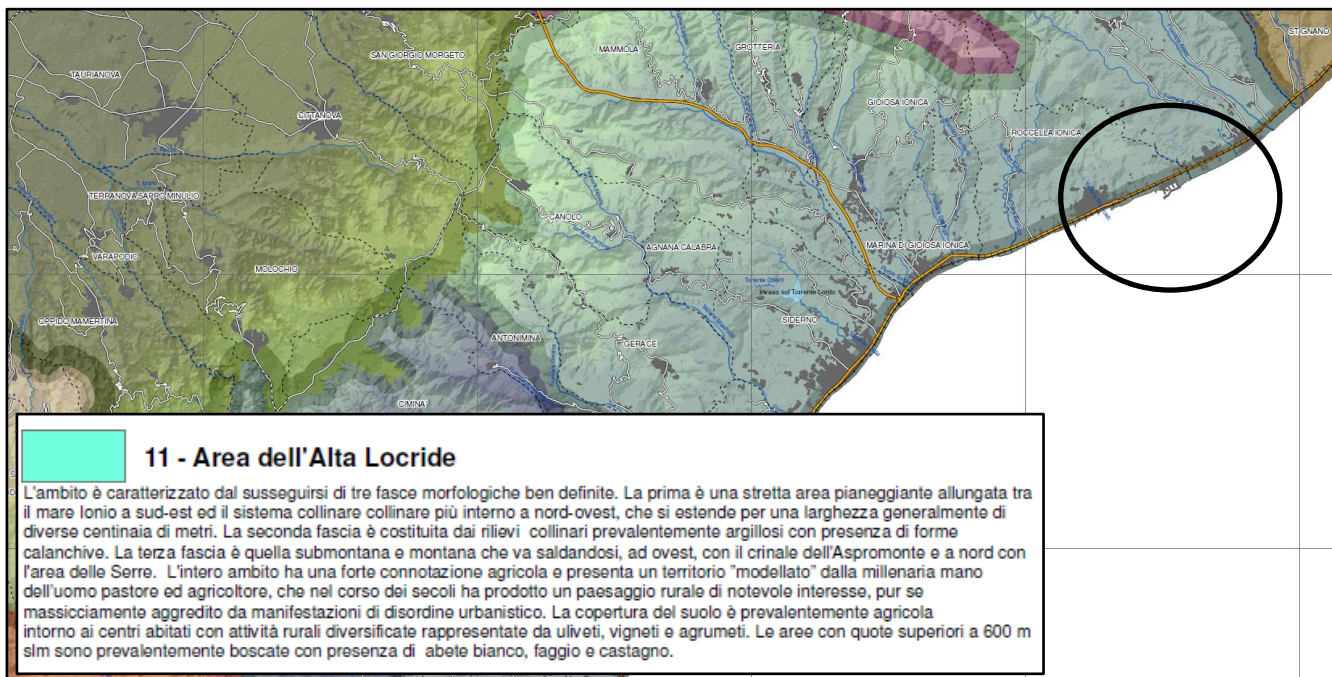 STIGNANO
SAN GIORGIO MORGETO
MAMMOLA
GROTTERIA
TAURIANOVA
GIOIOSA IONICA
CITTANOVA
ROCCELLA IONICA
TERRANOVA SAPPO MINULIO
CANOLO
AGNANA CALABRA
MARINA DI GIOIOSA IONICA
VARAPODIO
MOLOCHIO
Invaso sul Torrente Lordo
OPPIDO MAMERTINA
SIDERNO
ANTONIMINA
GERACE
CIMINA'
11 - Area dell'Alta Locride
L'ambito è caratterizzato dal susseguirsi di tre fasce morfologiche ben definite. La prima è una stretta area pianeggiante allungata tra
il mare Ionio a sud-est ed il sistema collinare collinare più interno a nord-ovest, che si estende per una larghezza generalmente di
diverse centinaia di metri. La seconda fascia è costituita dai rilievi collinari prevalentemente argillosi con presenza di forme
calanchive. La terza fascia è quella submontana e montana che va saldandosi, ad ovest, con il crinale dell'Aspromonte e a nord con
l'area delle Serre. L'intero ambito ha una forte connotazione agricola e presenta un territorio "modellato" dalla millenaria mano
dell'uomo pastore ed agricoltore, che nel corso dei secoli ha prodotto un paesaggio rurale di notevole interesse, pur se
massicciamente aggredito da manifestazioni di disordine urbanistico. La copertura del suolo è prevalentemente agricola
intorno ai centri abitati con attività rurali diversificate rappresentate da uliveti, vigneti e agrumeti. Le aree con quote superiori a 600 m
slm sono prevalentemente boscate con presenza di abete bianco, faggio e castagno.